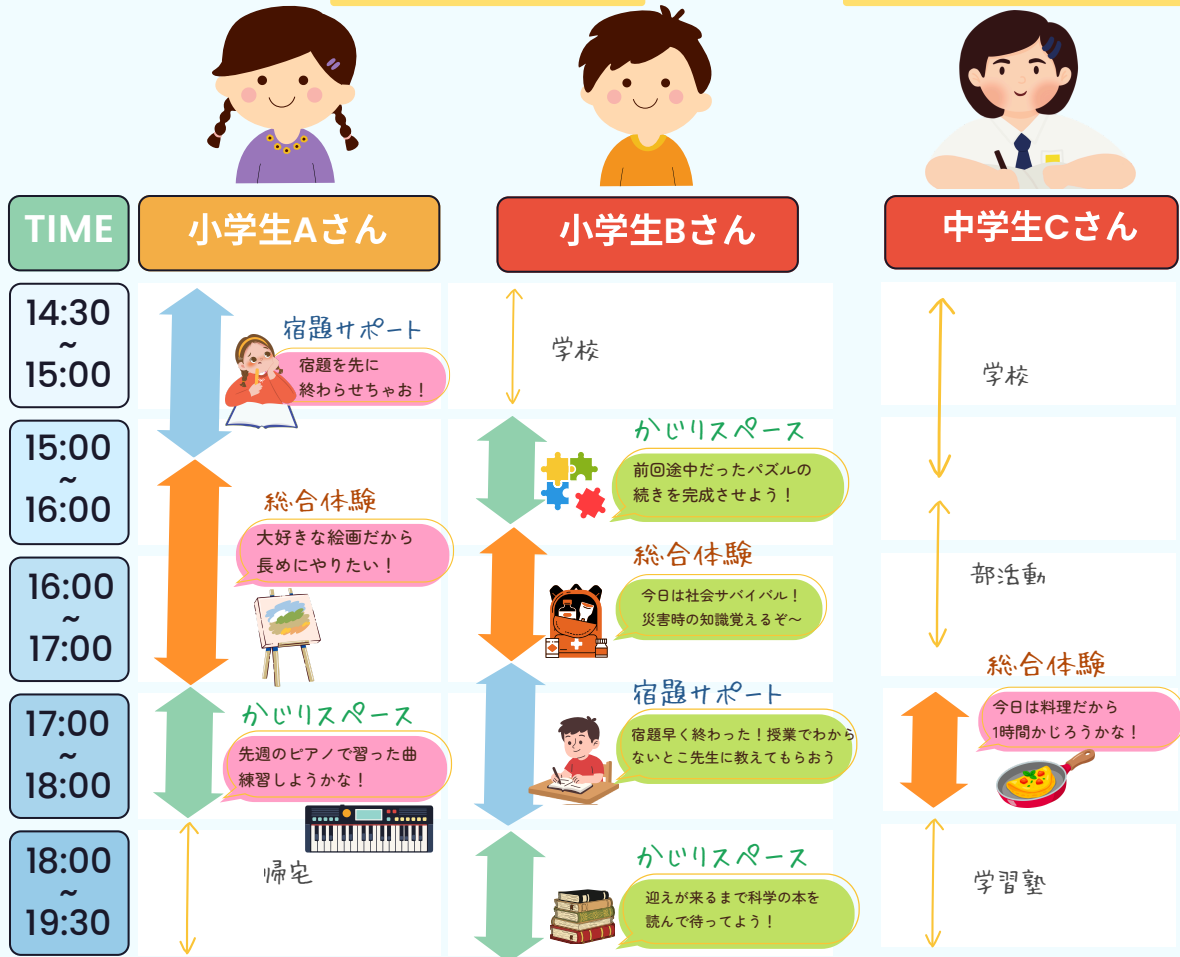 TIME
小学生Aさん
小学生Bさん
中学生Cさん
14:30
~
15:00
宿題サポート
宿題を先に
終わらせちゃお！
学校
学校
15:00
~
16:00
総合体験
大好きな絵画だから
長めにやりたい！
かじりスペース
前回途中だったパズルの
続きを完成させよう！
16:00
~
17:00
総合体験
今日は社会サバイバル！
災害時の知識覚えるぞ〜
部活動
17:00
~
18:00
かじりスペース
先週のピアノで習った曲
練習しようかな！
宿題サポート
宿題早く終わった！授業でわから
ないとこ先生に教えてもらおう
総合体験
今日は料理だから
1時間かじろうかな！
18:00
~
19:30
帰宅
かじりスペース
迎えが来るまで科学の本を
読んで待ってよう！
学習塾